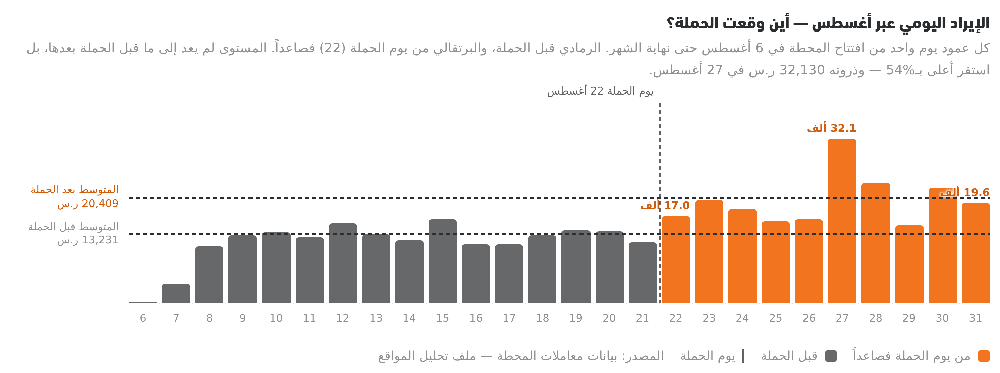 الإيراد اليومي عبر أغسطس — أين وقعت الحملة؟
كل عمود يوم واحد من افتتاح المحطة في 6 أغسطس حتى نهاية الشهر. الرمادي قبل الحملة، والبرتقالي من يوم الحملة (22) فصاعداً. المستوى لم يعد إلى ما قبل الحملة بعدها، بل
استقر أعلى بـ54% — وذروته 32,130 ر.س في 27 أغسطس.
يوم الحملة 22 أغسطس
32.1 ألف
19.6 ألف
17.0 ألف
المتوسط بعد الحملة
20,409 ر.س
المتوسط قبل الحملة
13,231 ر.س
6 7 8 9 10 11 12 13 14 15 16 17 18 19 20 21 22 23 24 25 26 27 28 29 30 31
من يوم الحملة فصاعداً قبل الحملة يوم الحملة المصدر: بيانات معاملات المحطة — ملف تحليل المواقع